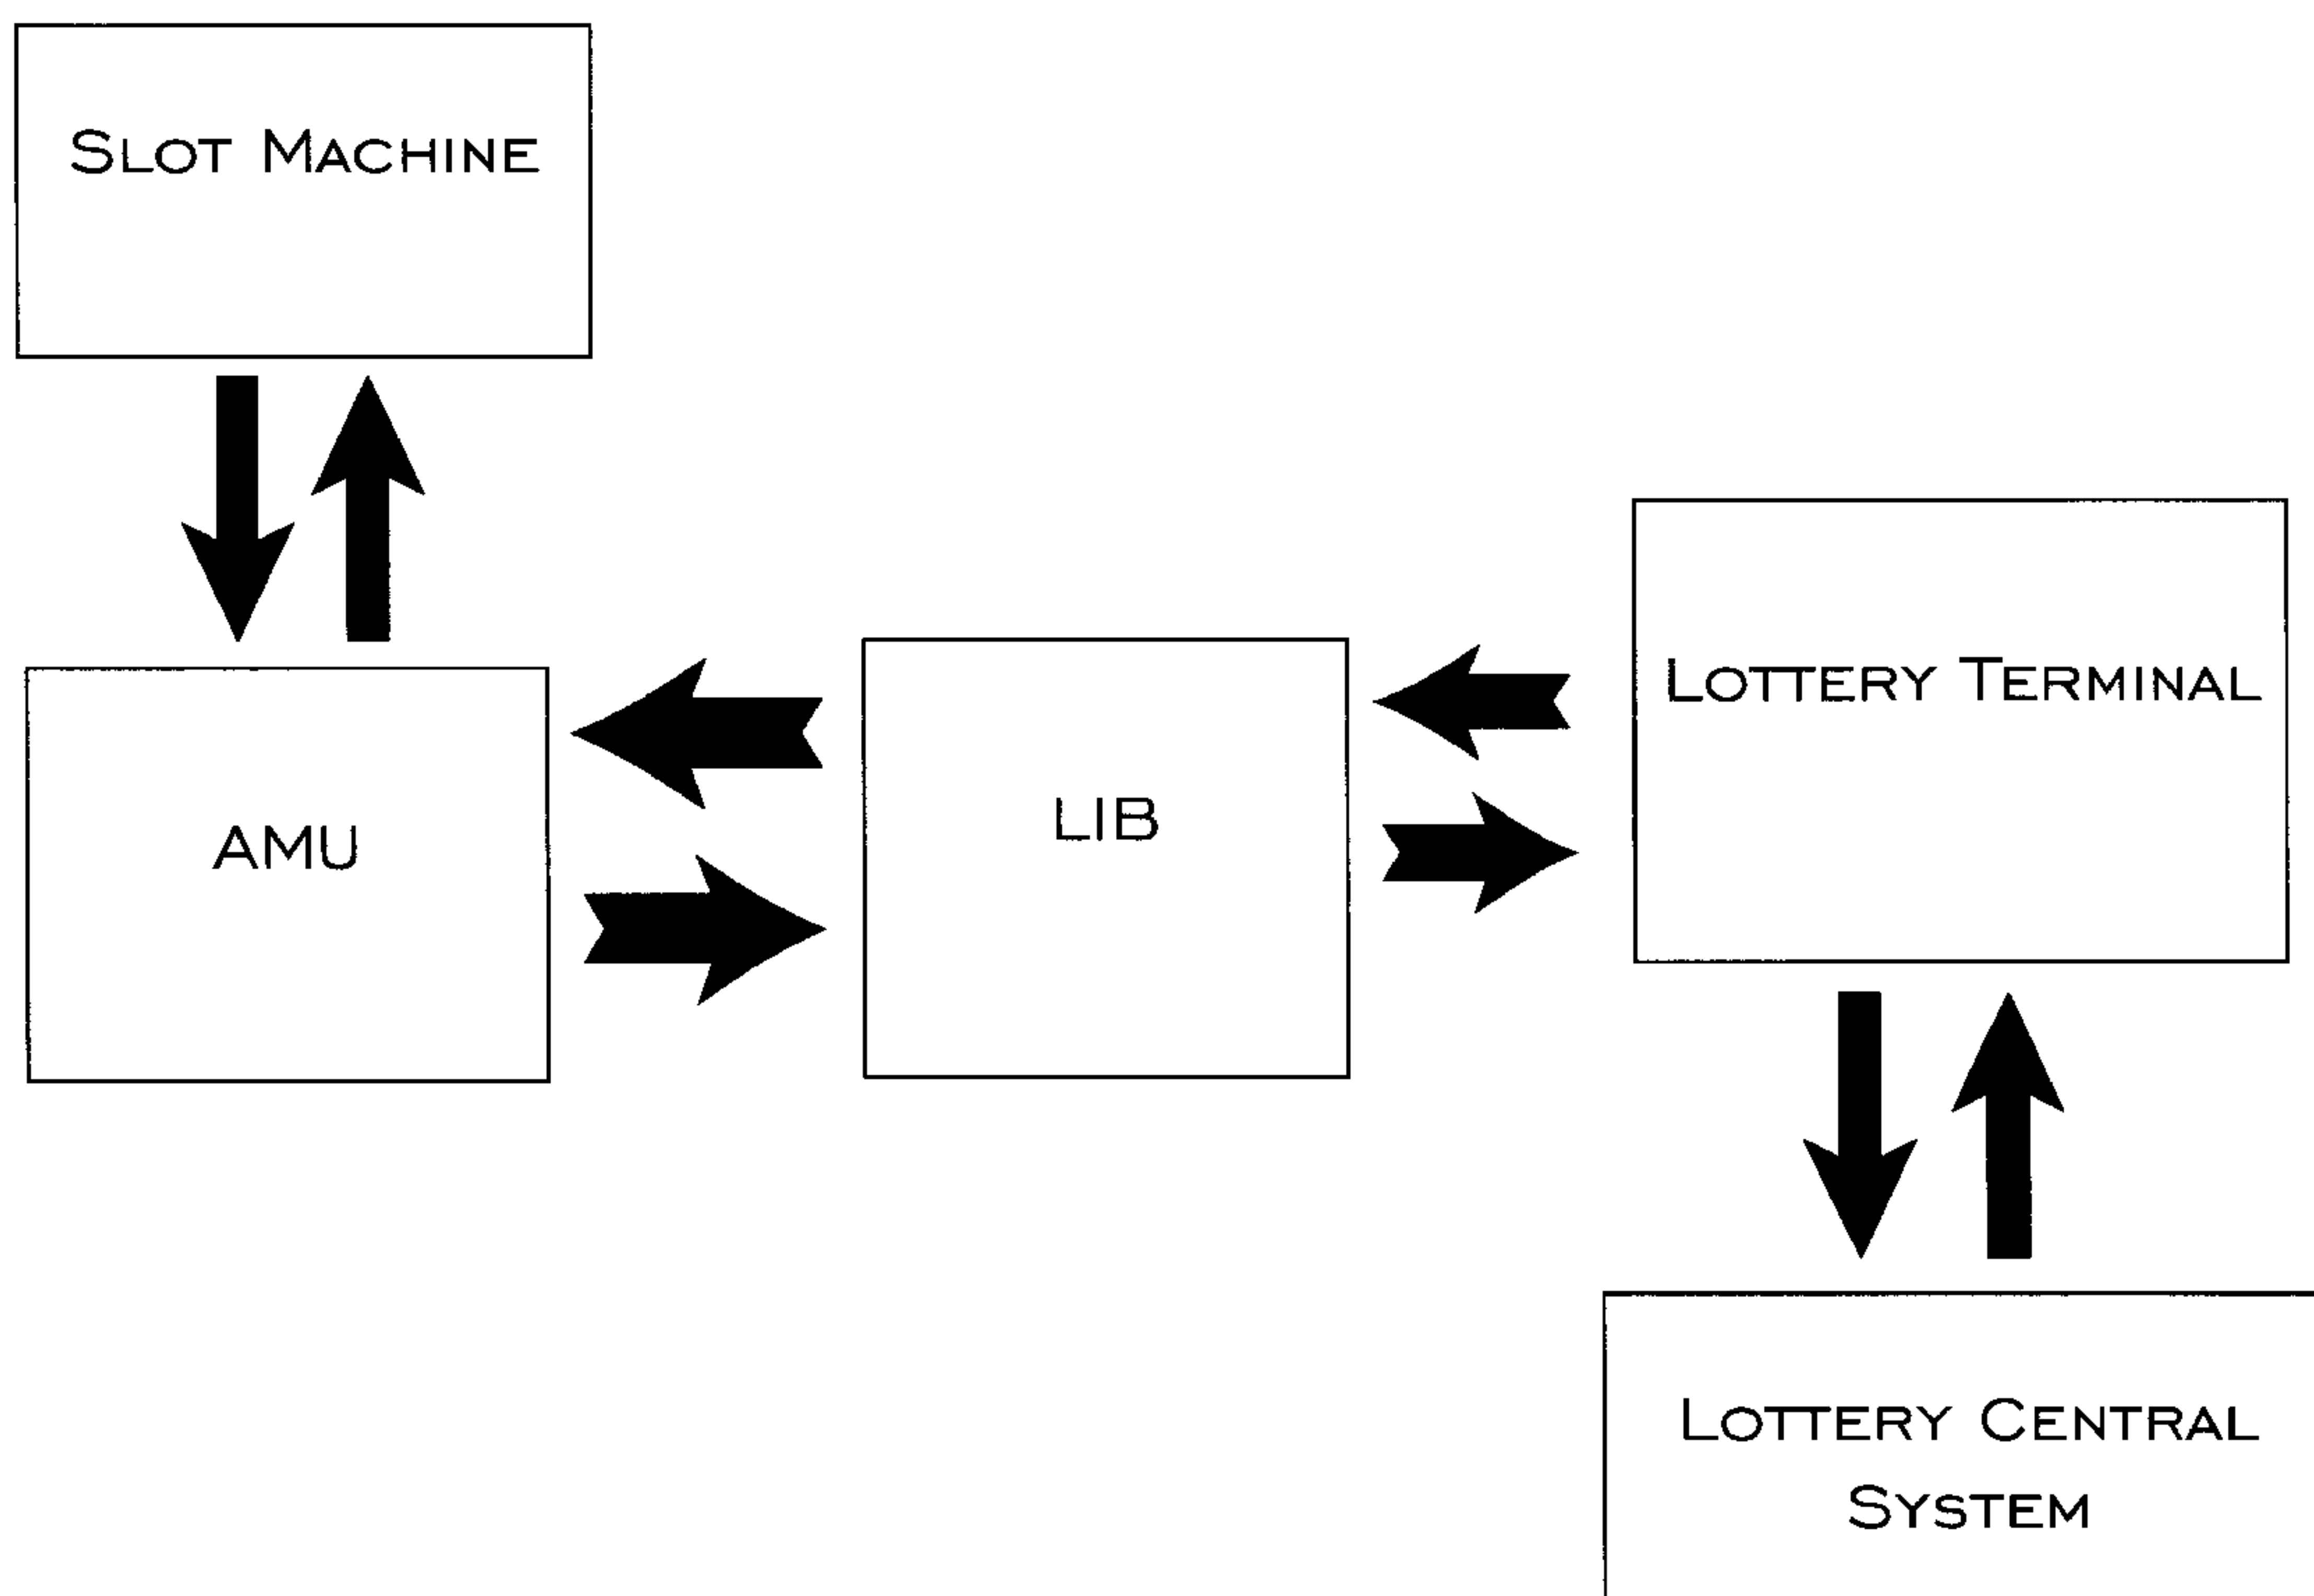 SLOT MACHINE
LOTTERY TERMINAL
AMU
LIB
LOTTERY CENTRAL
SYSTEM